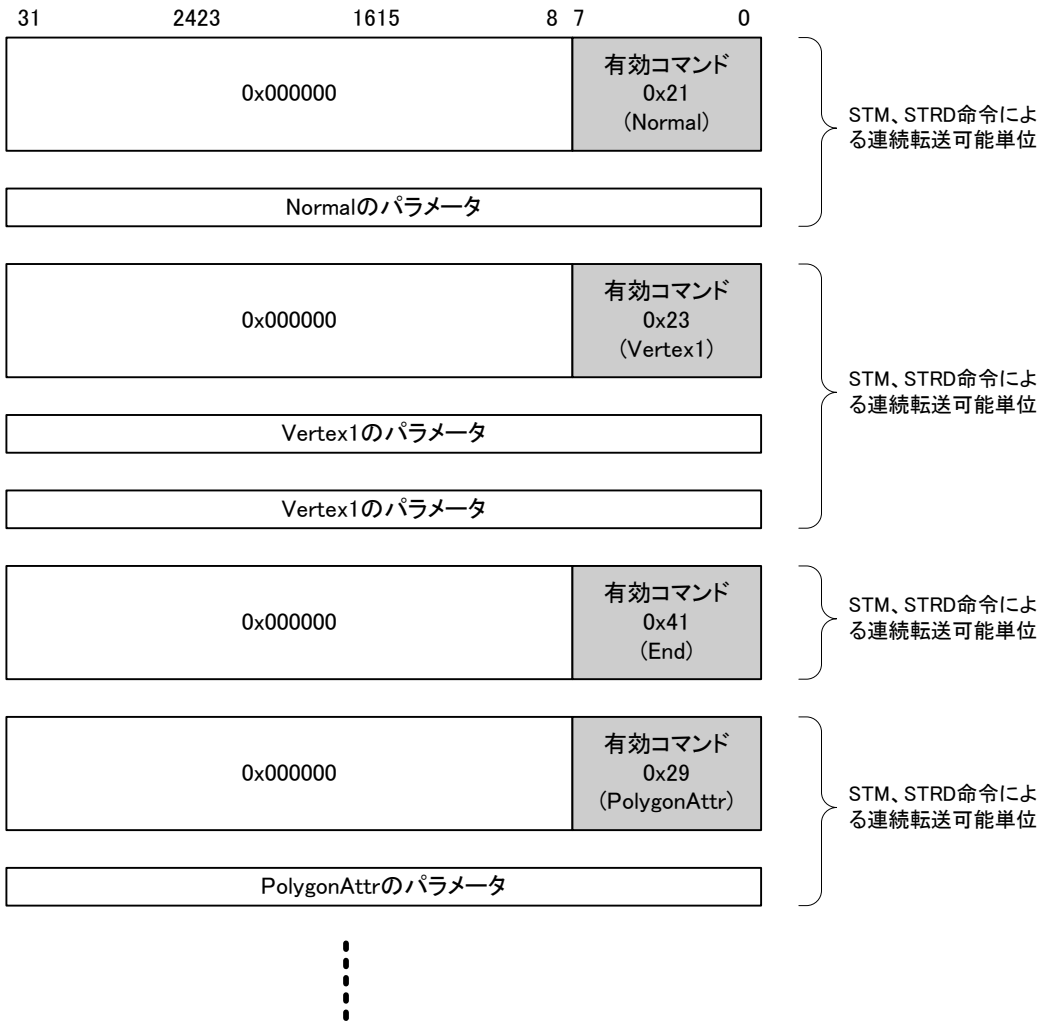 31 2423 1615 8 7 0
0x000000
有効コマンド
0x21
(Normal)
STM、STRD命令によ
る連続転送可能単位
Normalのパラメータ
0x000000
有効コマンド
0x23
(Vertex1)
STM、STRD命令によ
る連続転送可能単位
Vertex1のパラメータ
Vertex1のパラメータ
0x000000
有効コマンド
0x41
(End)
STM、STRD命令によ
る連続転送可能単位
0x000000
有効コマンド
0x29
(PolygonAttr)
STM、STRD命令によ
る連続転送可能単位
PolygonAttrのパラメータ